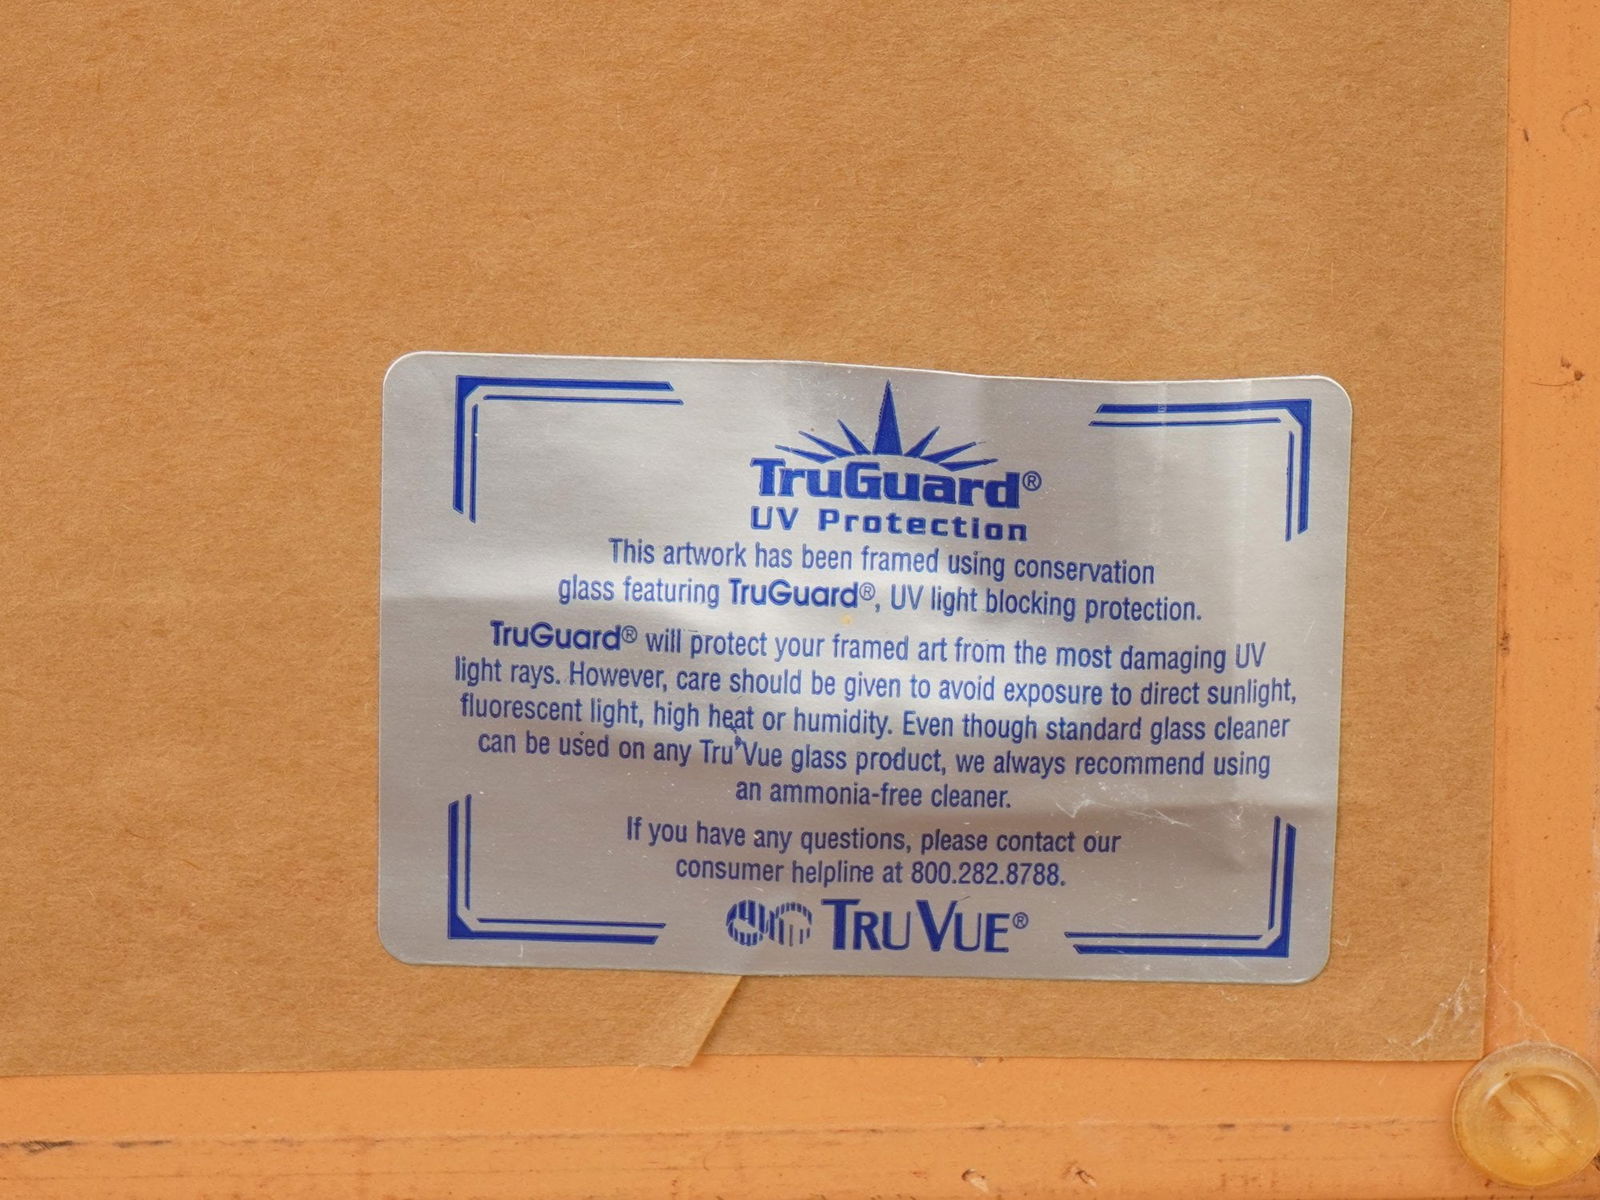 TruGuard®
UV Protection
This artwork has been framed using conservation
glass featuring TruGuard®, UV light blocking protection.
TruGuard® will protect your framed art from the most damaging UV
light rays. However, care should be given to avoid exposure to direct sunlight,
fluorescent light, high heat or humidity. Even though standard glass cleaner
can be used on any Tru Vue glass product, we always recommend using
an ammonia-free cleaner.
If you have any questions, please contact our
consumer helpline at 800.282.8788.
TRU VUE®